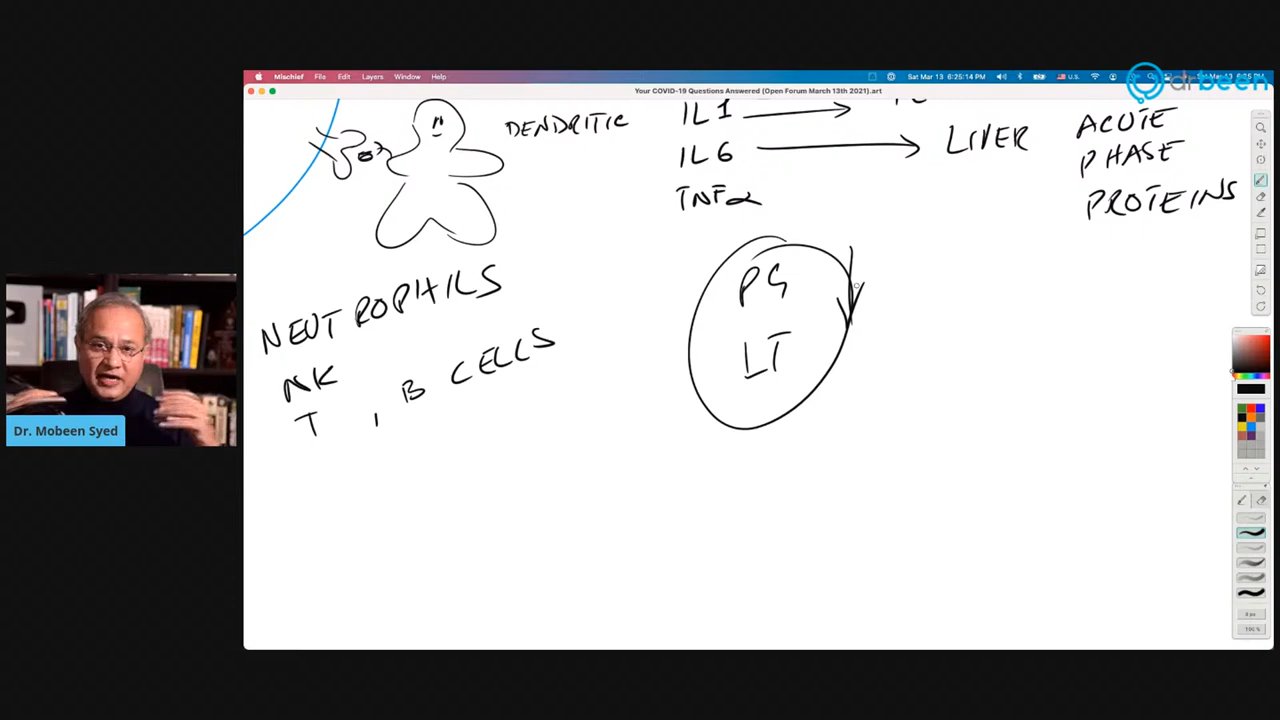 Mischief File Edit Layers Window Help
U.S.
Sat Mar 13 6:25:14 PM
drbeen
Your COVID-19 Questions Answered (Open Forum March 13th 2021).art
DENDRITIC
IL1
IL6
LIVER
TNFα
ACUTE
PHASE
PROTEINS
NEUTROPHILS
NK
T , B CELLS
PG
LT
Dr. Mobeen Syed